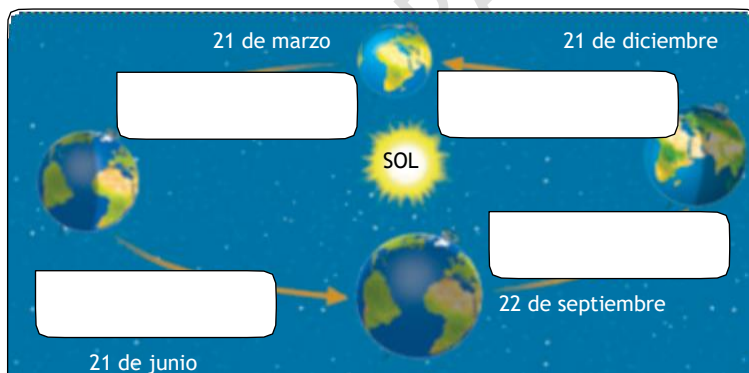 21 de marzo
21 de diciembre
SOL
22 de septiembre
21 de junio